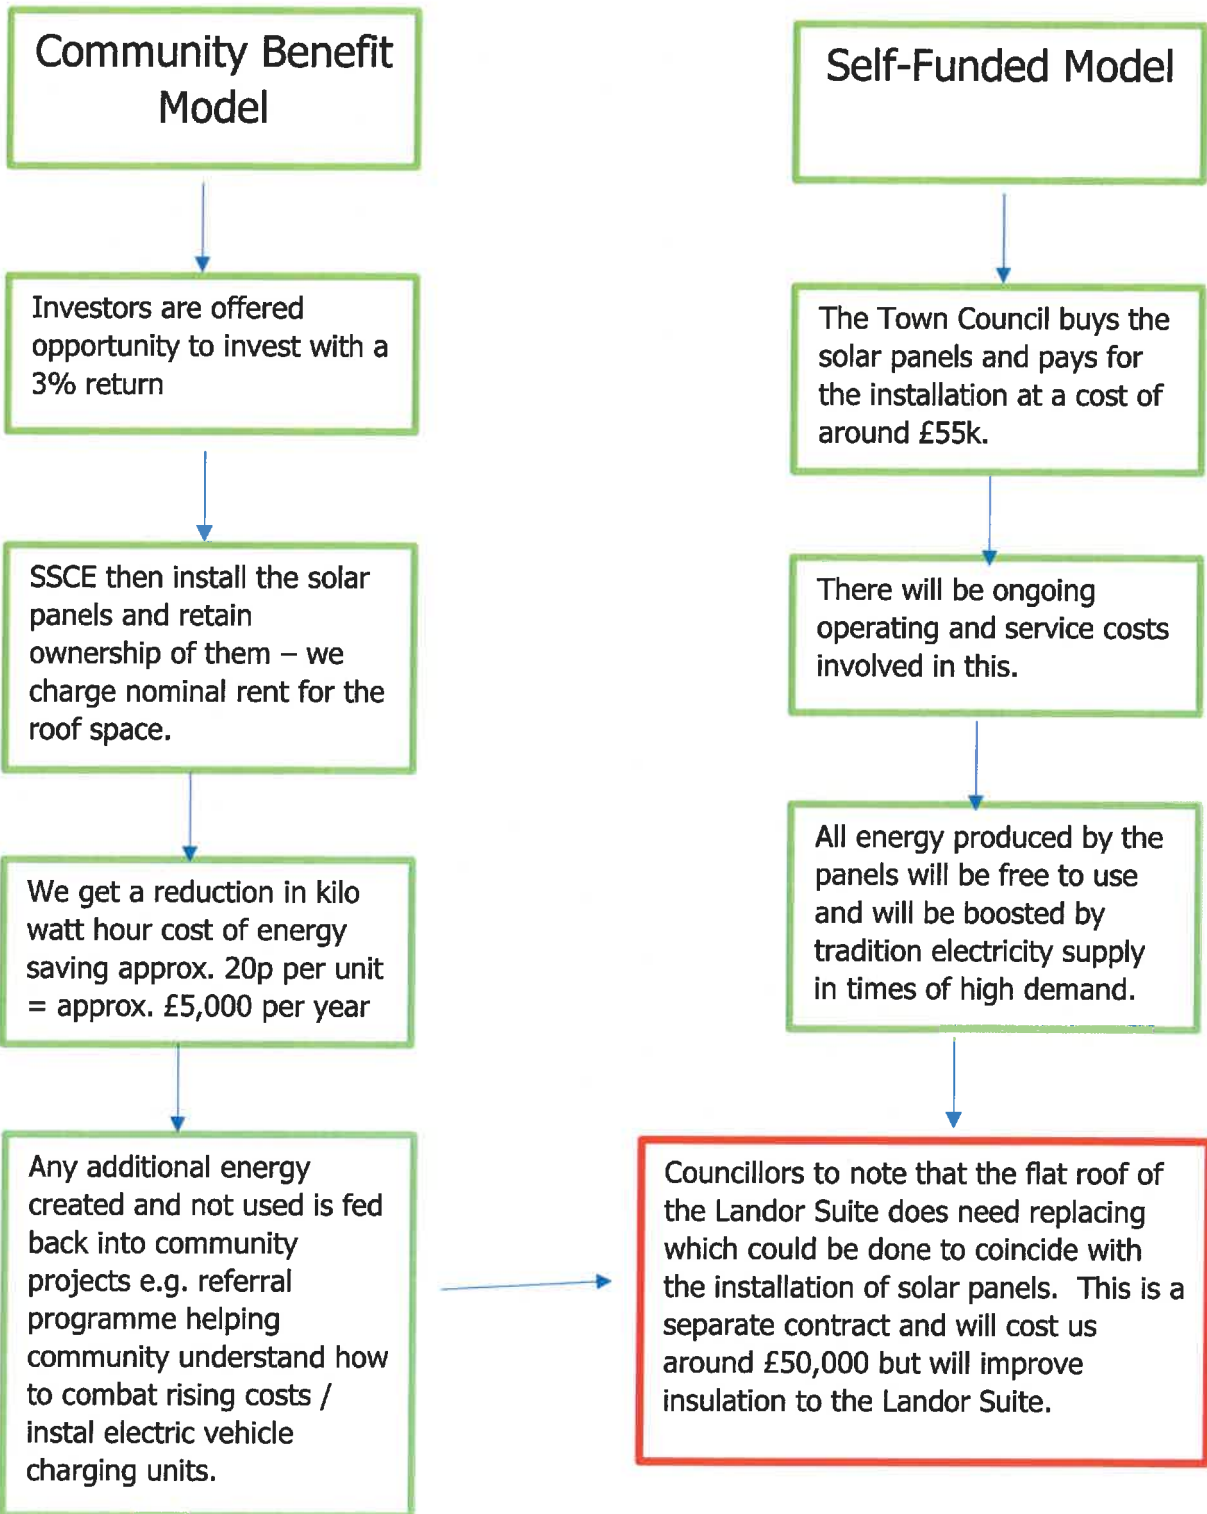 Community Benefit
Model
Investors are offered
opportunity to invest with a
3% return
SSCE then install the solar
panels and retain
ownership of them – we
charge nominal rent for the
roof space.
We get a reduction in kilo
watt hour cost of energy
saving approx. 20p per unit
= approx. £5,000 per year
Any additional energy
created and not used is fed
back into community
projects e.g. referral
programme helping
community understand how
to combat rising costs /
instal electric vehicle
charging units.
Self-Funded Model
The Town Council buys the
solar panels and pays for
the installation at a cost of
around £55k.
There will be ongoing
operating and service costs
involved in this.
All energy produced by the
panels will be free to use
and will be boosted by
tradition electricity supply
in times of high demand.
Councillors to note that the flat roof of
the Landor Suite does need replacing
which could be done to coincide with
the installation of solar panels.  This is a
separate contract and will cost us
around £50,000 but will improve
insulation to the Landor Suite.